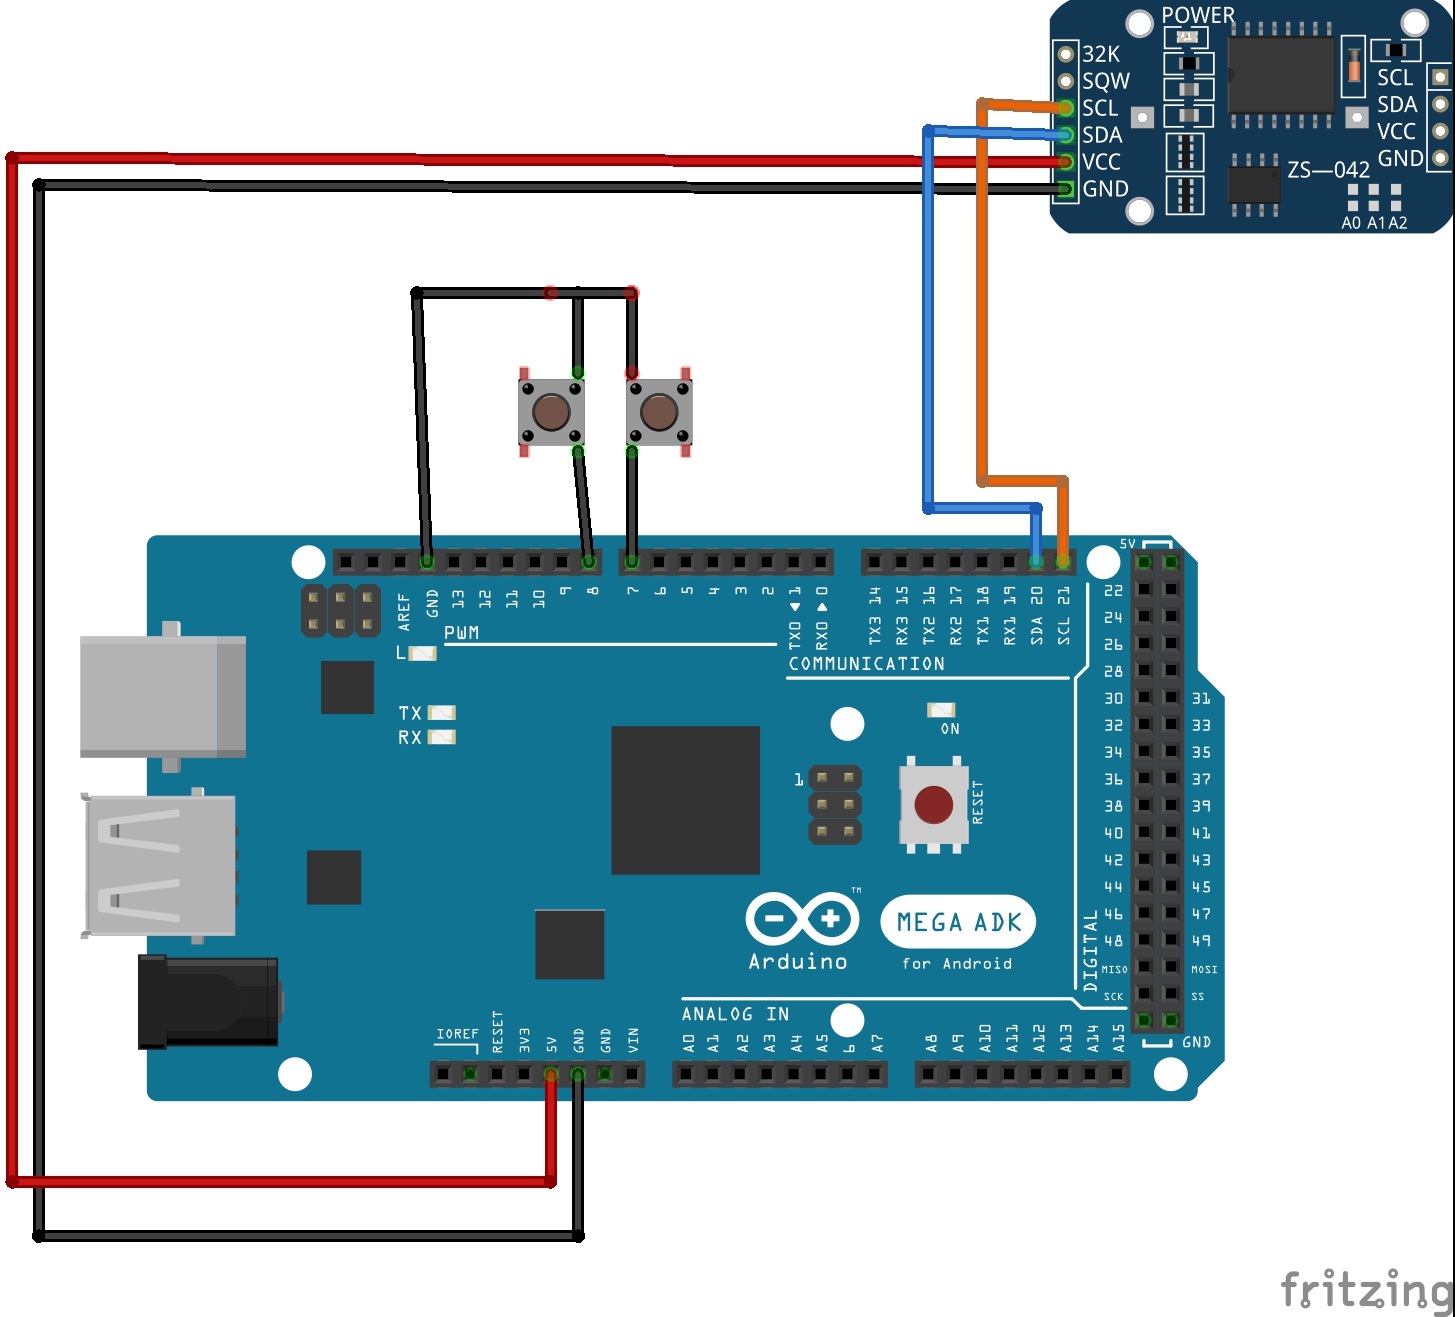 POWER
32K
SQW
SCL
SDA
VCC
GND
SCL
SDA
VCC
GND
ZS—042
A0 A1 A2
AREF
GND
13
12
11
10
9
8
7
6
5
4
3
2
TX0 1
RX0 0
TX3 14
RX3 15
TX2 16
RX2 17
TX1 18
RX1 19
SDA 20
SCL 21
PWM
COMMUNICATION
L
TX
RX
ON
1
RESET
5V
22
24
26
28
30 31
32 33
34 35
36 37
38 39
40 41
42 43
44 45
46 47
48 49
MISO MOSI
SCK SS
GND
DIGITAL
TM
Arduino
MEGA ADK
for Android
ANALOG IN
IOREF
RESET
3V3
5V
GND
GND
VIN
A0
A1
A2
A3
A4
A5
6
A7
A8
A9
A10
A11
A12
A13
A14
A15
fritzing